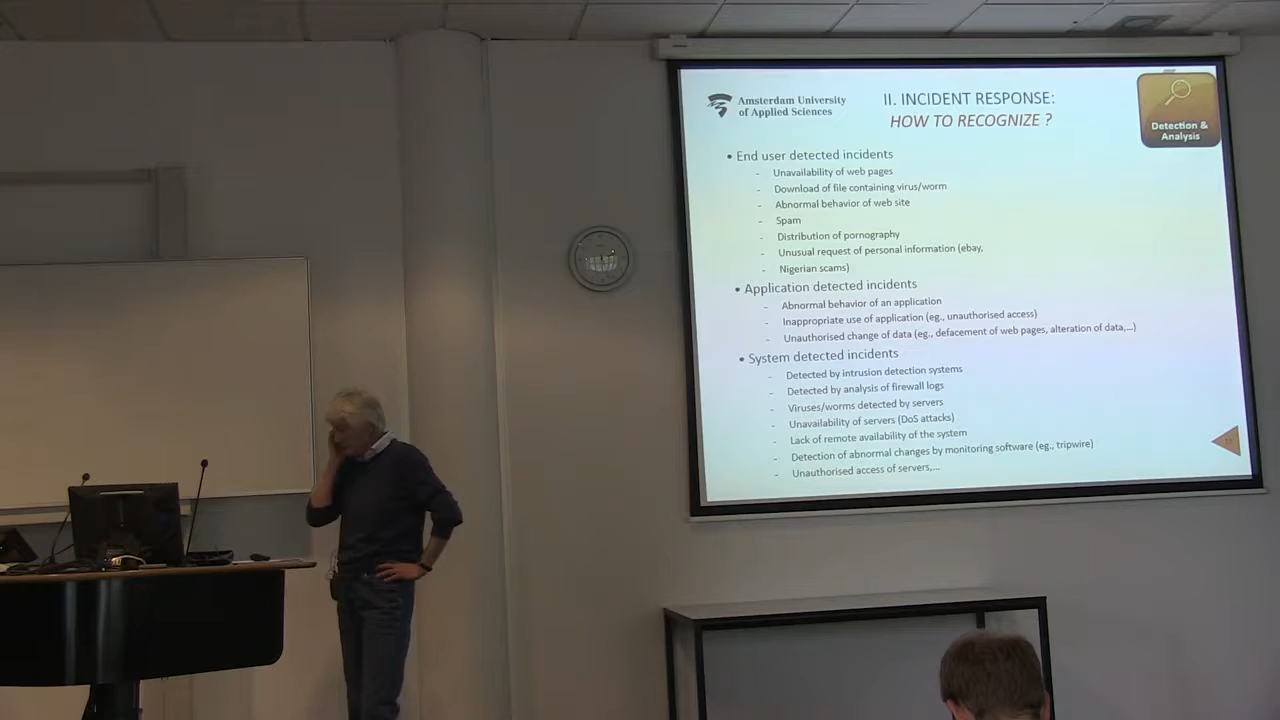 Amsterdam University
of Applied Sciences
II. INCIDENT RESPONSE:
HOW TO RECOGNIZE ?
Detection &
Analysis
• End user detected incidents
- Unavailability of web pages
- Download of file containing virus/worm
- Abnormal behavior of web site
- Spam
- Distribution of pornography
- Unusual request of personal information (ebay,
- Nigerian scams)
• Application detected incidents
- Abnormal behavior of an application
- Inappropriate use of application (eg., unauthorised access)
- Unauthorised change of data (eg., defacement of web pages, alteration of data,...)
• System detected incidents
- Detected by intrusion detection systems
- Detected by analysis of firewall logs
- Viruses/worms detected by servers
- Unavailability of servers (DoS attacks)
- Lack of remote availability of the system
- Detection of abnormal changes by monitoring software (eg., tripwire)
- Unauthorised access of servers,...